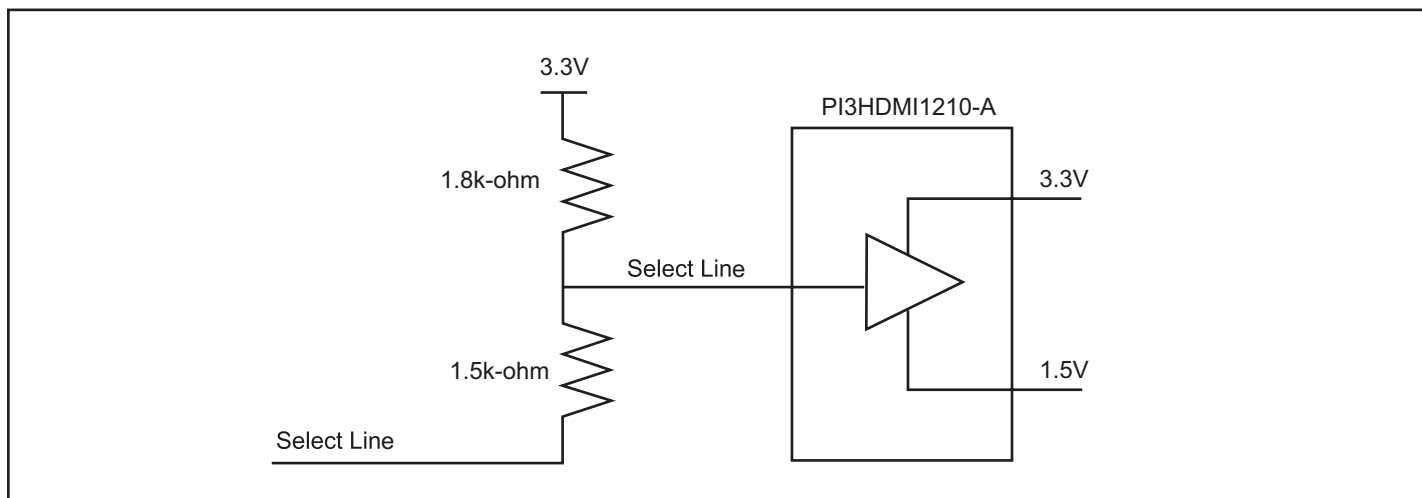 3.3V
PI3HDMI1210-A
1.8k-ohm
3.3V
Select Line
1.5k-ohm
1.5V
Select Line